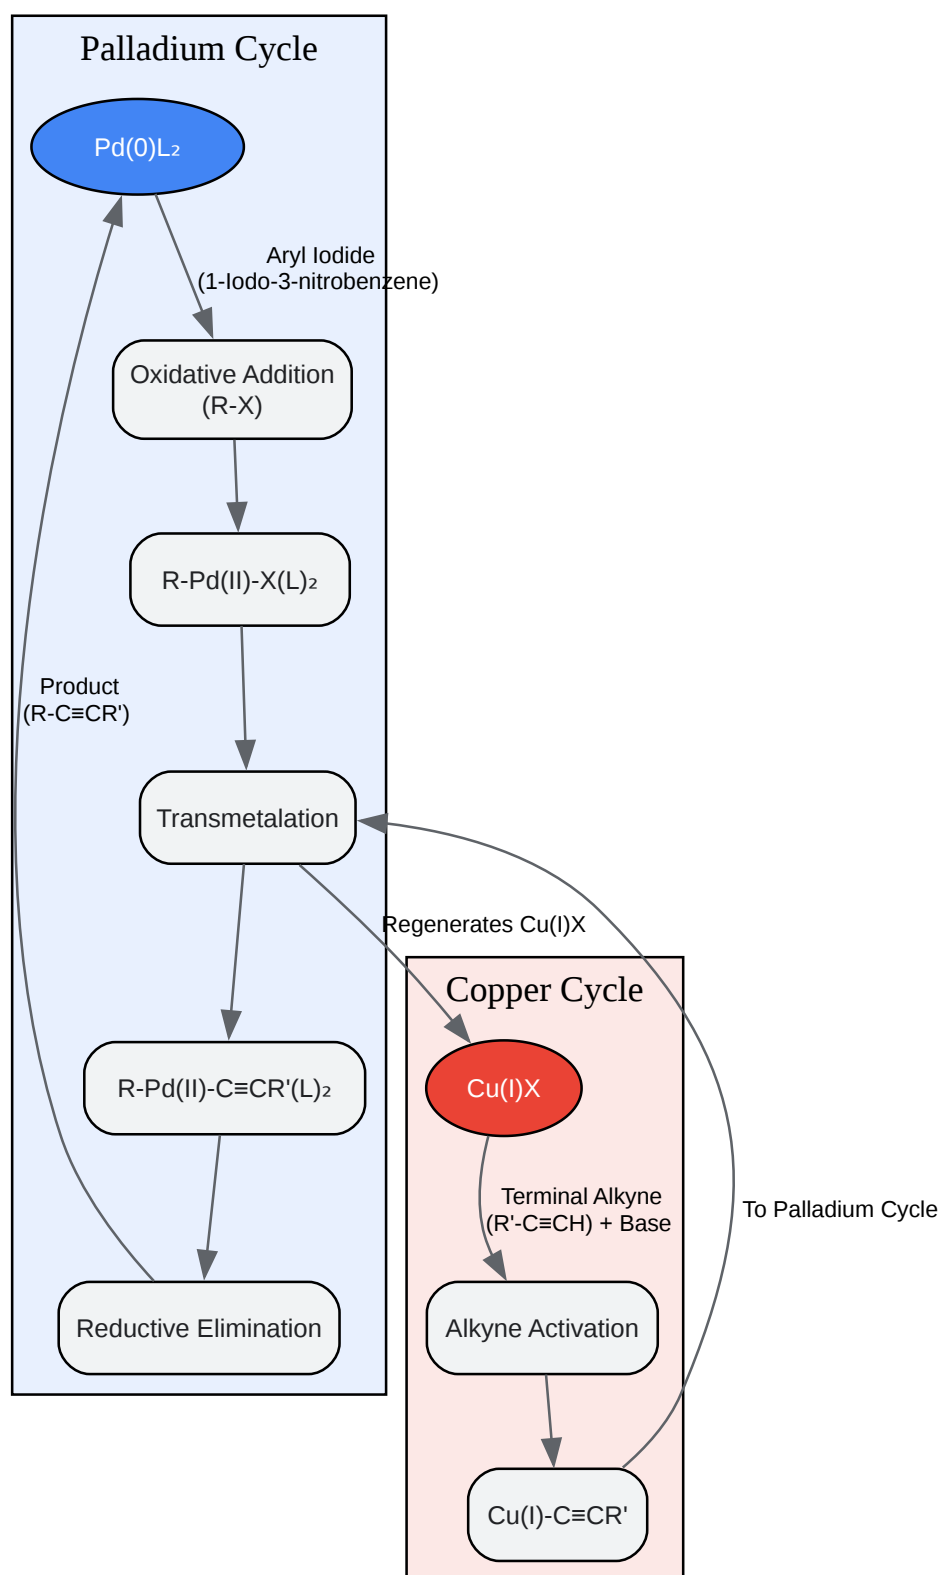 Palladium Cycle
Pd(0)L₂
Aryl Iodide
(1-Iodo-3-nitrobenzene)
Oxidative Addition
(R-X)
R-Pd(II)-X(L)₂
Product
(R-C≡CR')
Transmetalation
Regenerates Cu(I)X
Copper Cycle
R-Pd(II)-C≡CR'(L)₂
Cu(I)X
Terminal Alkyne
(R'-C≡CH) + Base
To Palladium Cycle
Reductive Elimination
Alkyne Activation
Cu(I)-C≡CR'